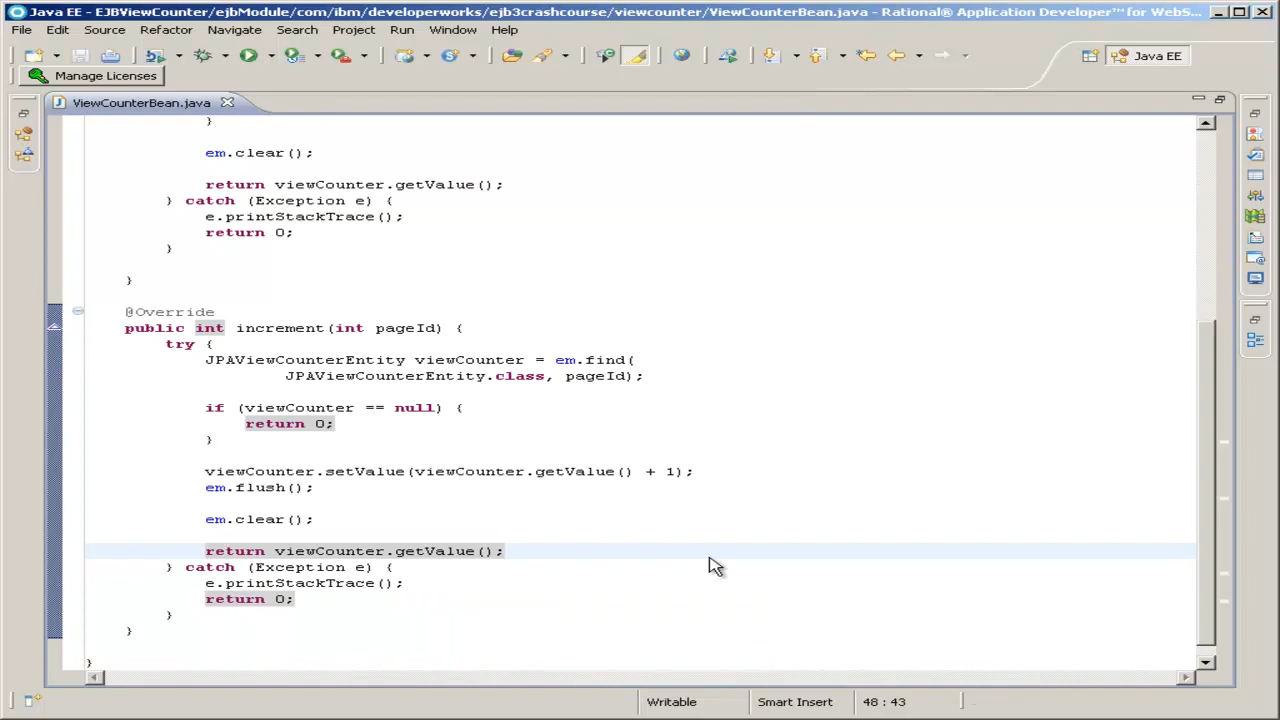 Java EE - EJBViewCounter/ejbModule/com/ibm/developerworks/ejb3crashcourse/viewcounter/ViewCounterBean.java - Rational® Application Developer™ for WebS...
File Edit Source Refactor Navigate Search Project Run Window Help
Java EE
Manage Licenses
ViewCounterBean.java
}
em.clear();
return viewCounter.getValue();
} catch (Exception e) {
e.printStackTrace();
return 0;
}
}
@Override
public int increment(int pageId) {
try {
JPAViewCounterEntity viewCounter = em.find(
JPAViewCounterEntity.class, pageId);
if (viewCounter == null) {
return 0;
}
viewCounter.setValue(viewCounter.getValue() + 1);
em.flush();
em.clear();
return viewCounter.getValue();
} catch (Exception e) {
e.printStackTrace();
return 0;
}
}
}
Writable Smart Insert 48 : 43